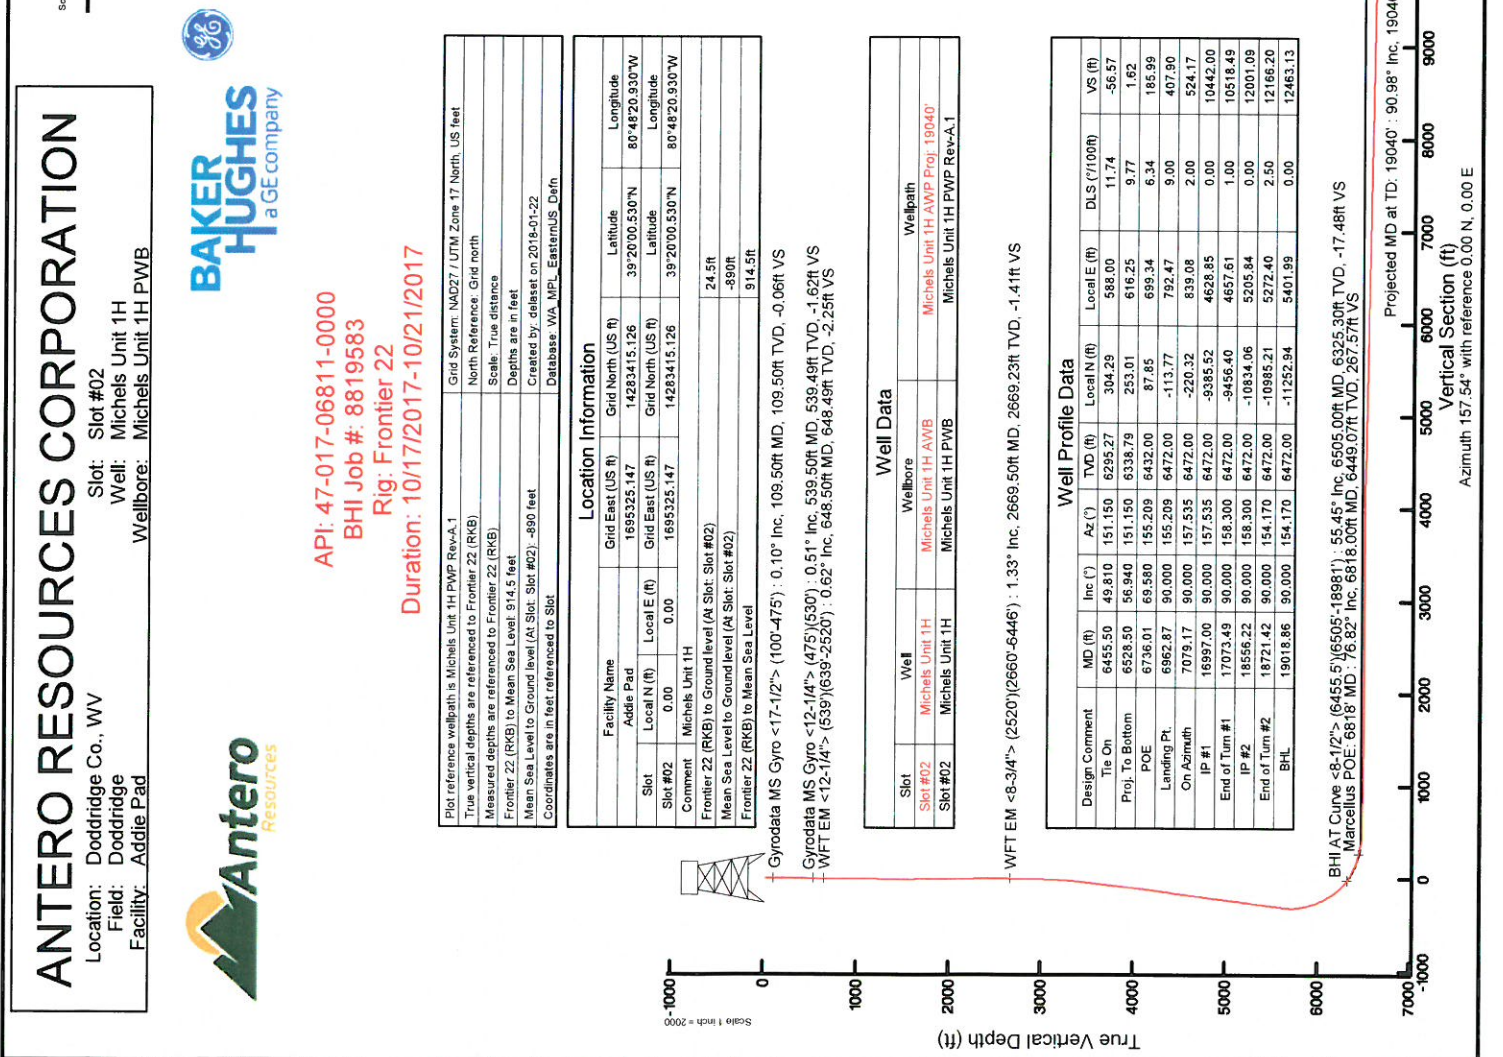 ANTERO RESOURCES CORPORATION
Location: Doddridge Co., WV
Field: Doddridge
Facility: Addie Pad
Slot: Slot #02
Well: Michels Unit 1H
Wellbore: Michels Unit 1H PWB
Antero
Resources
BAKER
HUGHES
a GE company
GE
API: 47-017-06811-0000
BHI Job #: 8819583
Rig: Frontier 22
Duration: 10/17/2017-10/21/2017
Plot reference wellpath is Michels Unit 1H PWP Rev-A.1
True vertical depths are referenced to Frontier 22 (RKB)
Measured depths are referenced to Frontier 22 (RKB)
Frontier 22 (RKB) to Mean Sea Level: 914.5 feet
Mean Sea Level to Ground level (At Slot: Slot #02): -890 feet
Coordinates are in feet referenced to Slot
Grid System: NAD27 / UTM Zone 17 North, US feet
North Reference: Grid north
Scale: True distance
Depths are in feet
Created by: delaset on 2018-01-22
Database: WA_MPL_EasternUS_Defn
Location Information
Facility Name Grid East (US ft) Grid North (US ft) Latitude Longitude
Addie Pad 1695325.147 14283415.126 39°20'00.530"N 80°48'20.930"W
Slot Local N (ft) Local E (ft) Grid East (US ft) Grid North (US ft) Latitude Longitude
Slot #02 0.00 0.00 1695325.147 14283415.126 39°20'00.530"N 80°48'20.930"W
Comment Michels Unit 1H
Frontier 22 (RKB) to Ground level (At Slot: Slot #02) 24.5ft
Mean Sea Level to Ground level (At Slot: Slot #02) -890ft
Frontier 22 (RKB) to Mean Sea Level 914.5ft
Gyrodata MS Gyro <17-1/2"> (100'-475') : 0.10° Inc, 109.50ft MD, 109.50ft TVD, -0.06ft VS
Gyrodata MS Gyro <12-1/4"> (475')(530') : 0.51° Inc, 539.50ft MD, 539.49ft TVD, -1.62ft VS
WFT EM <12-1/4"> (539')(639'-2520') : 0.62° Inc, 648.50ft MD, 648.49ft TVD, -2.25ft VS
Well Data
Slot Well Wellbore Wellpath
Slot #02 Michels Unit 1H Michels Unit 1H AWB Michels Unit 1H AWP Proj: 19040'
Slot #02 Michels Unit 1H Michels Unit 1H PWB Michels Unit 1H PWP Rev-A.1
WFT EM <8-3/4"> (2520')(2660'-6446') : 1.33° Inc, 2669.50ft MD, 2669.23ft TVD, -1.41ft VS
Well Profile Data
Design Comment MD (ft) Inc (°) Az (°) TVD (ft) Local N (ft) Local E (ft) DLS (°/100ft) VS (ft)
Tie On 6455.50 49.810 151.150 6295.27 304.29 588.00 11.74 -56.57
Proj. To Bottom 6528.50 56.940 151.150 6338.79 253.01 616.25 9.77 1.62
POE 6736.01 69.580 155.209 6432.00 87.85 699.34 6.34 185.99
Landing Pt. 6962.87 90.000 155.209 6472.00 -113.77 792.47 9.00 407.90
On Azimuth 7079.17 90.000 157.535 6472.00 -220.32 839.08 2.00 524.17
IP #1 16997.00 90.000 157.535 6472.00 -9385.52 4628.85 0.00 10442.00
End of Turn #1 17073.49 90.000 158.300 6472.00 -9456.40 4657.61 1.00 10518.49
IP #2 18556.22 90.000 158.300 6472.00 -10834.06 5205.84 0.00 12001.09
End of Turn #2 18721.42 90.000 154.170 6472.00 -10985.21 5272.40 2.50 12166.20
BHL 19018.86 90.000 154.170 6472.00 -11252.94 5401.99 0.00 12463.13
BHI AT Curve <8-1/2"> (6455.5')(6505'-18981') : 55.45° Inc, 6505.00ft MD, 6325.30ft TVD, -17.48ft VS
Marcellus POE: 6818' MD : 76.82° Inc, 6818.00ft MD, 6449.07ft TVD, 267.57ft VS
Projected MD at TD: 19040' : 90.98° Inc, 1904
Scale 1 inch = 2000
True Vertical Depth (ft)
-1000
0
1000
2000
3000
4000
5000
6000
7000
-1000 0 1000 2000 3000 4000 5000 6000 7000 8000 9000
Vertical Section (ft)
Azimuth 157.54° with reference 0.00 N, 0.00 E